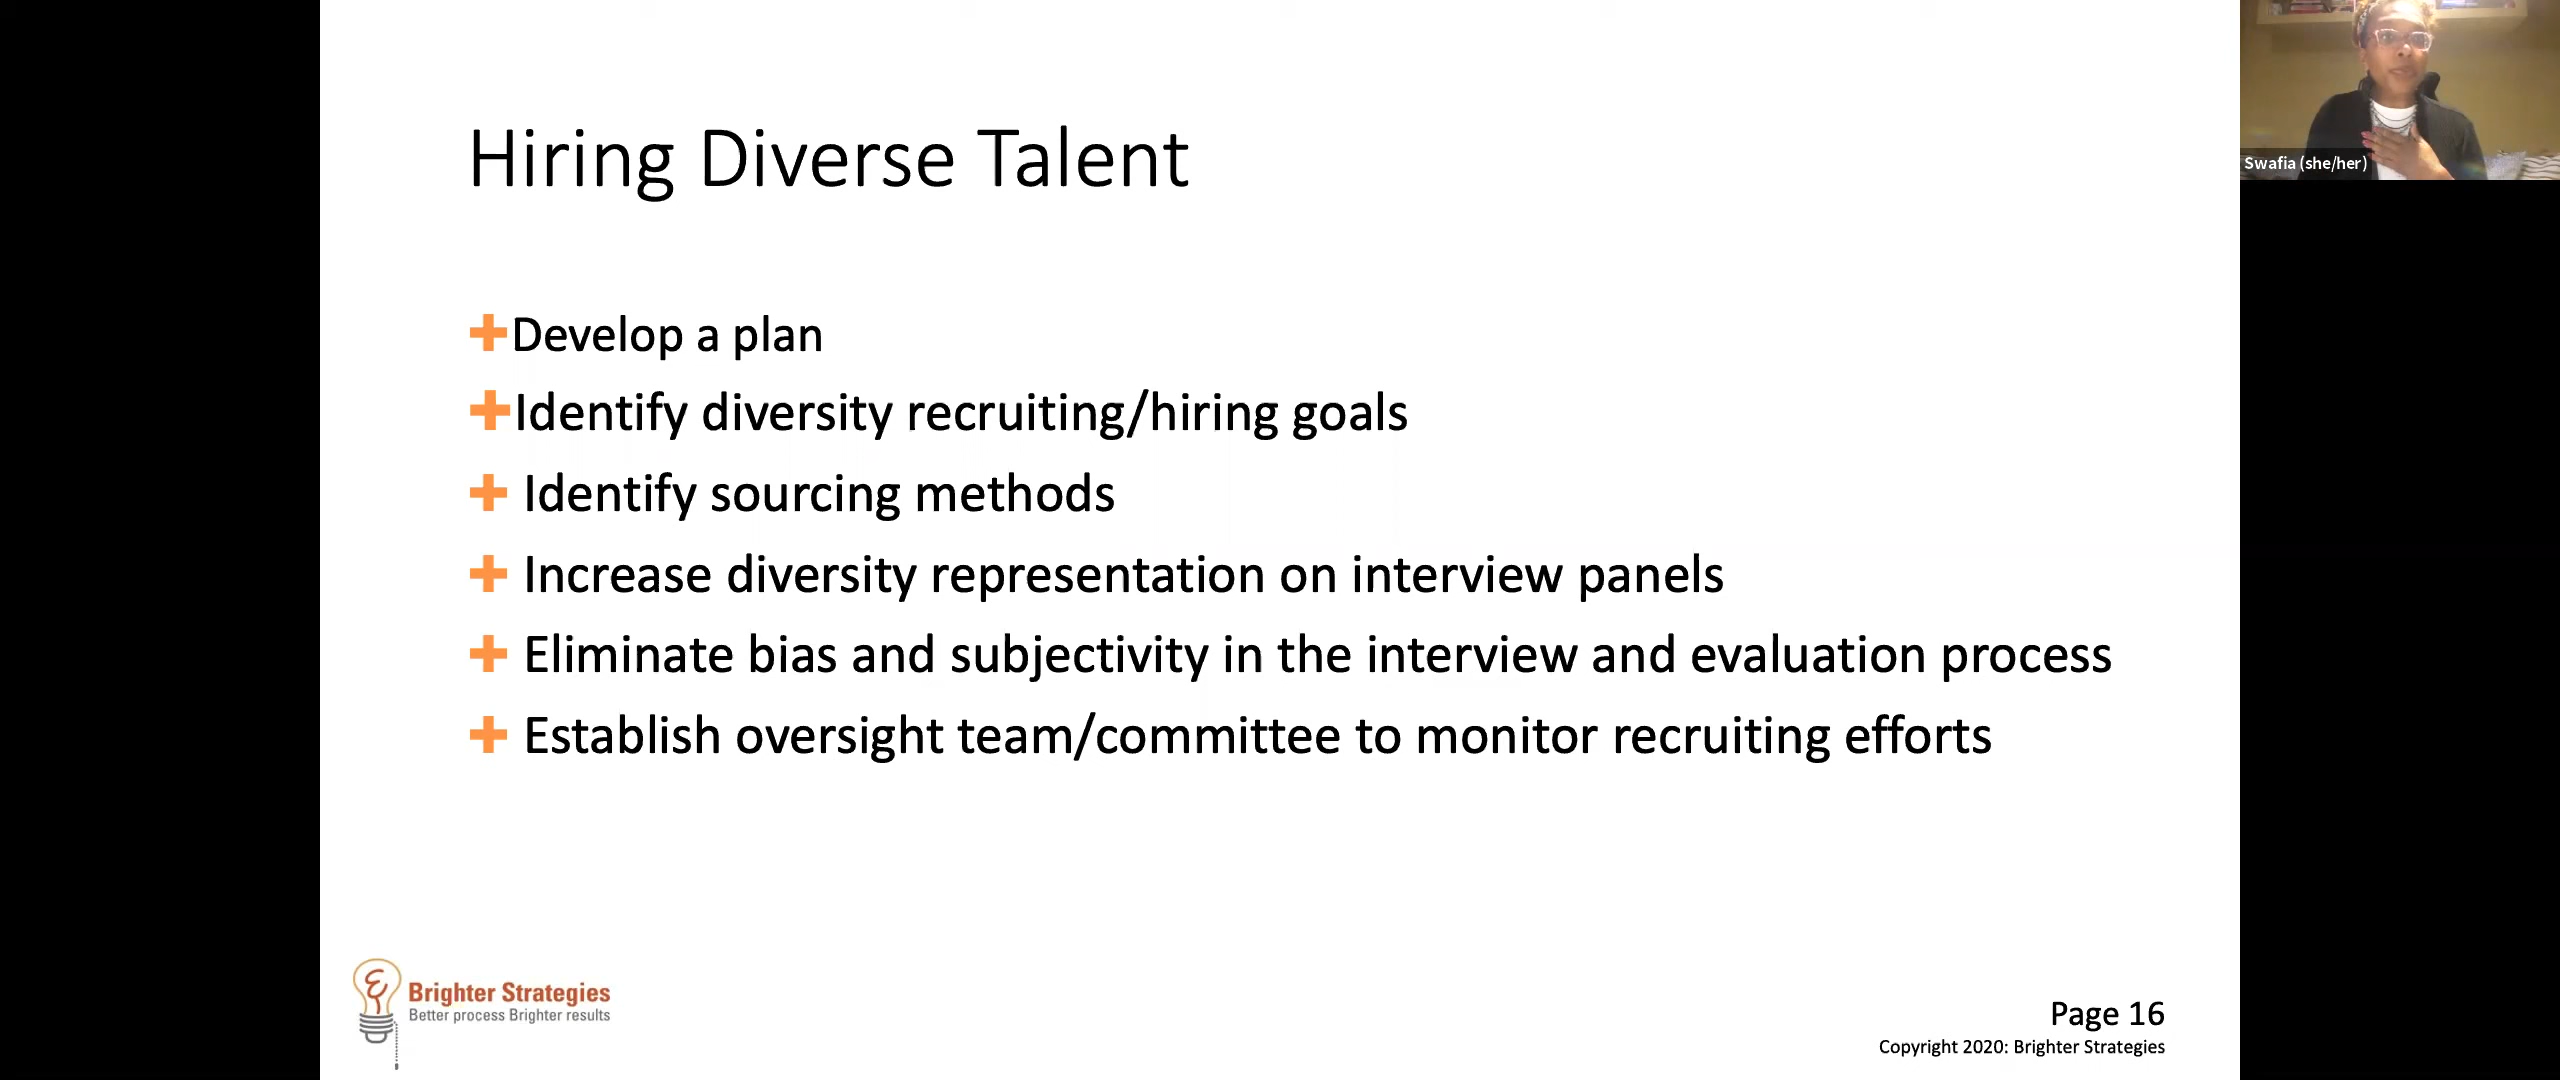 Hiring Diverse Talent
Develop a plan
Identify diversity recruiting/hiring goals
Identify sourcing methods
Increase diversity representation on interview panels
Eliminate bias and subjectivity in the interview and evaluation process
Establish oversight team/committee to monitor recruiting efforts
Brighter Strategies
Better process Brighter results
Page 16
Copyright 2020: Brighter Strategies
Swafia (she/her)